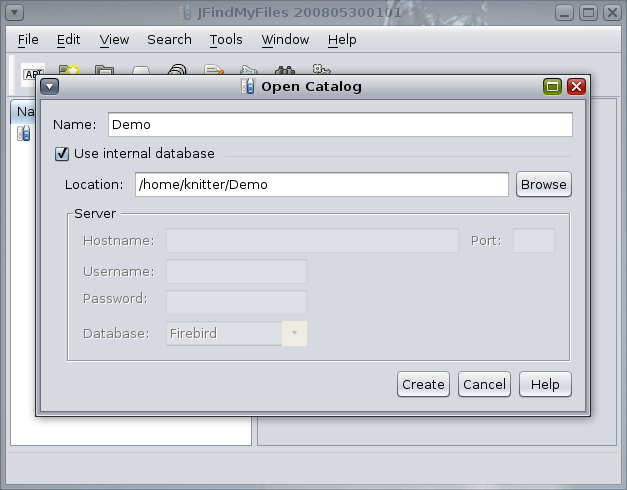 JFindMyFiles 200805300101
File Edit View Search Tools Window Help
Open Catalog
Na
Name: Demo
Use internal database
Location: /home/knitter/Demo Browse
Server
Hostname: Port:
Username:
Password:
Database: Firebird
Create Cancel Help